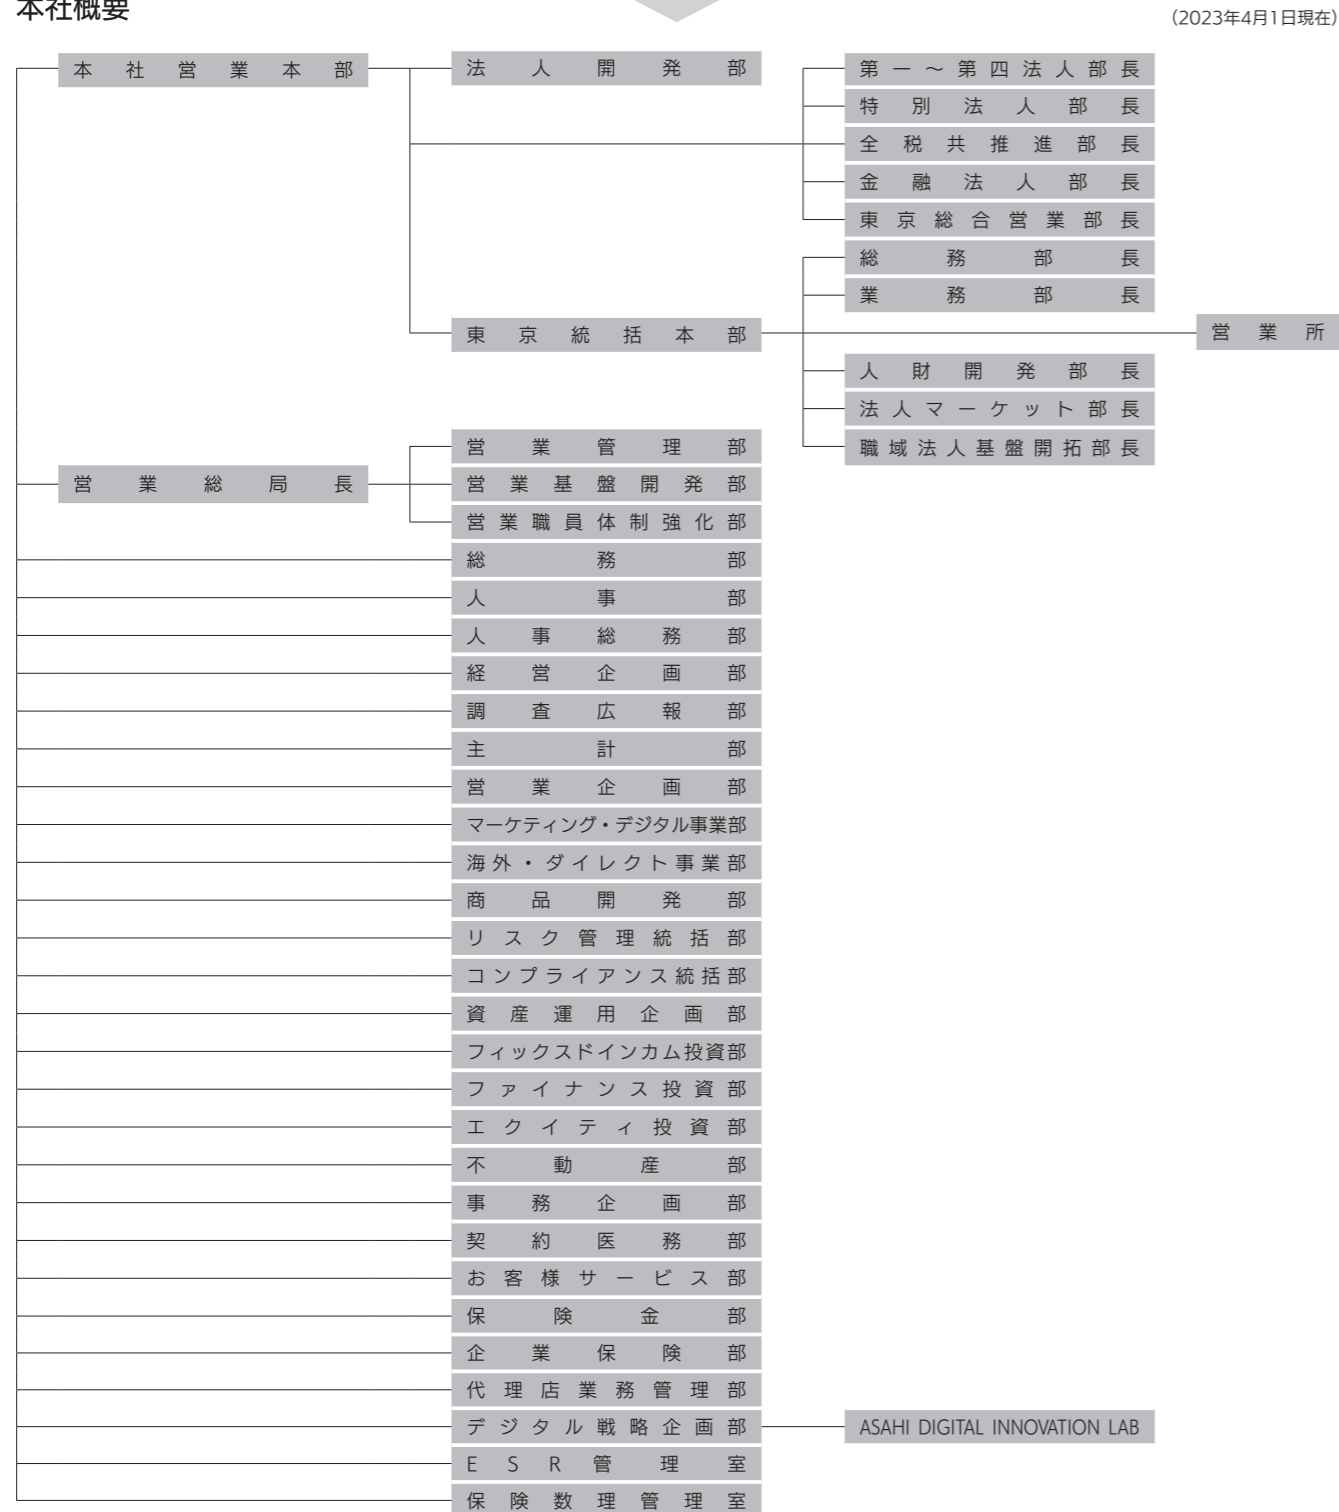 本社概要
(2023年4月1日現在)
本社営業本部
法人開発部
第一～第四法人部長
特別法人部長
全税共推進部長
金融法人部長
東京総合営業部長
総務部長
業務部長
東京統括本部
営業所
人財開発部長
法人マーケット部長
職域法人基盤開拓部長
営業総局長
営業管理部
営業基盤開発部
営業職員体制強化部
総務部
人事部
人事総務部
経営企画部
調査広報部
主計部
営業企画部
マーケティング・デジタル事業部
海外・ダイレクト事業部
商品開発部
リスク管理統括部
コンプライアンス統括部
資産運用企画部
フィックスドインカム投資部
ファイナンス投資部
エクイティ投資部
不動産部
事務企画部
契約医務部
お客様サービス部
保険金部
企業保険部
代理店業務管理部
デジタル戦略企画部
ASAHI DIGITAL INNOVATION LAB
ESR管理室
保険数理管理室